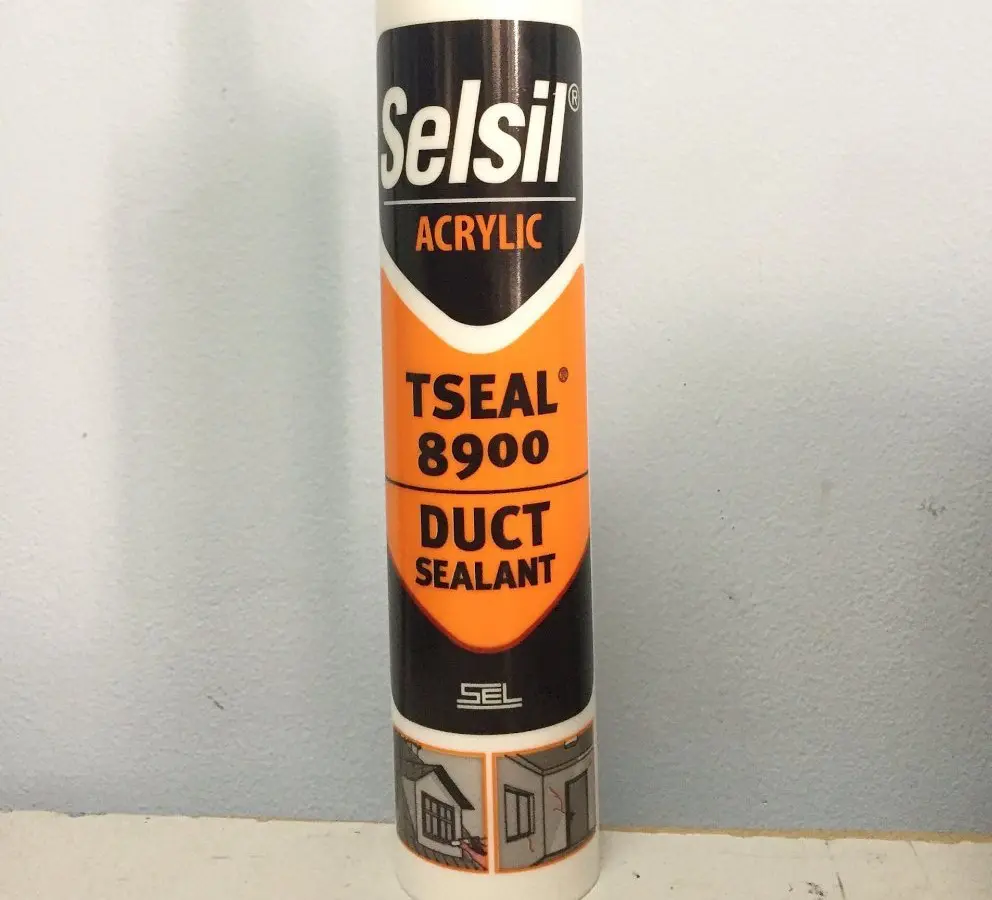 Selsil®
ACRYLIC
TSEAL®
8900
DUCT
SEALANT
SEL